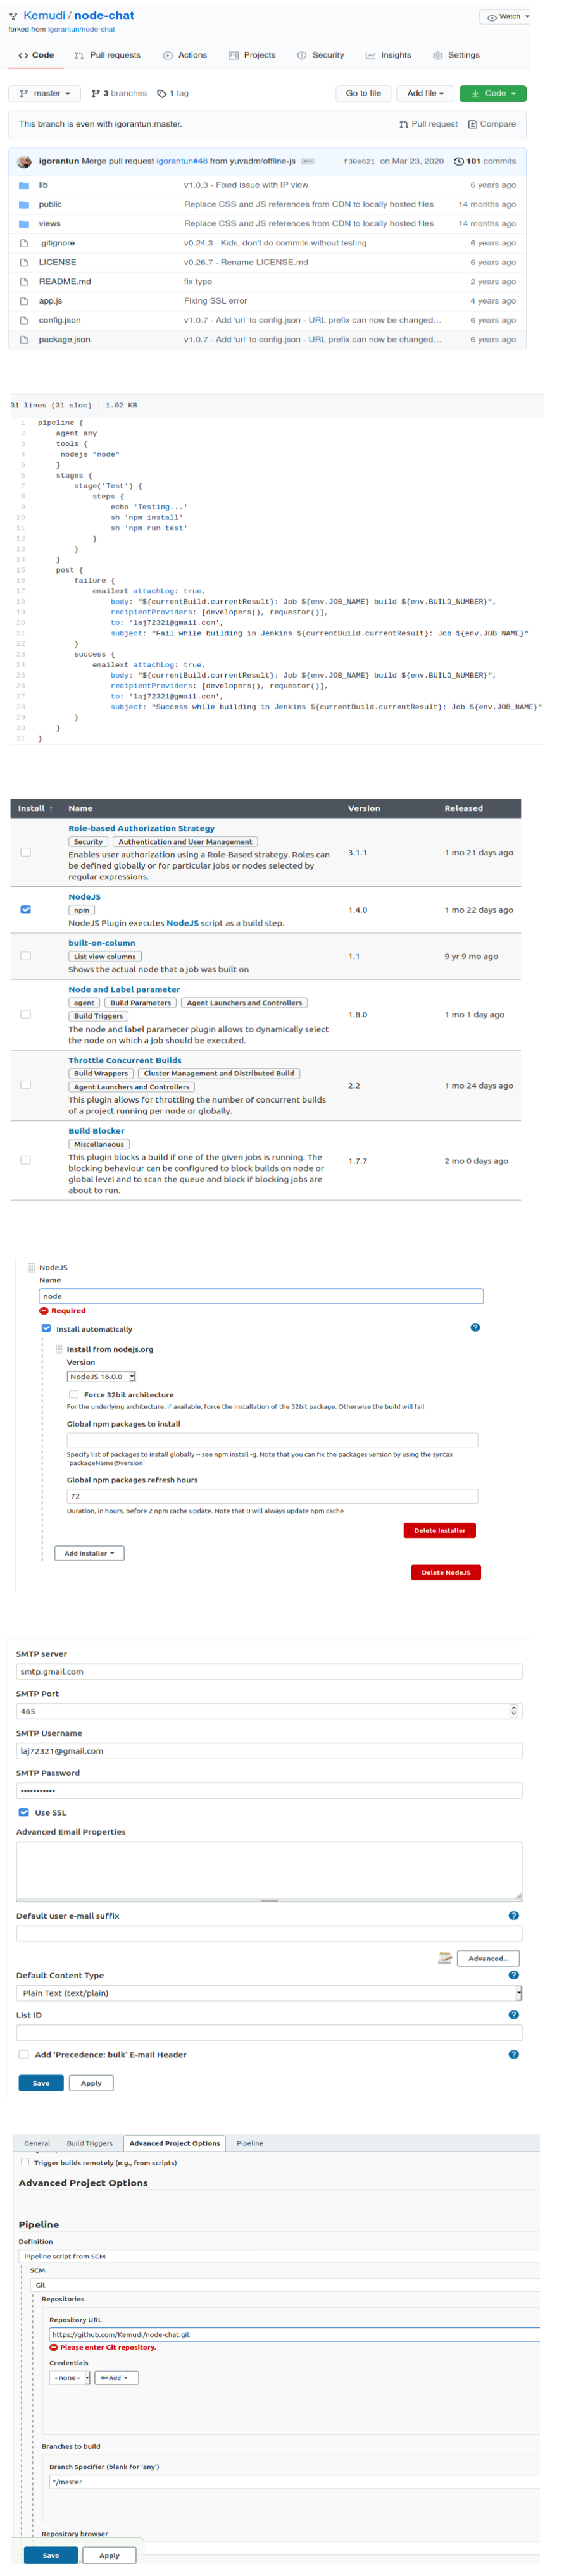 Kemudi / node-chat
Watch
forked from igorantun/node-chat
Code Pull requests Actions Projects Security Insights Settings
master 3 branches 1 tag Go to file Add file Code
This branch is even with igorantun:master. Pull request Compare
igorantun Merge pull request igorantun#48 from yuvadm/offline-js ... f30e621 on Mar 23, 2020 101 commits
lib v1.0.3 - Fixed issue with IP view 6 years ago
public Replace CSS and JS references from CDN to locally hosted files 14 months ago
views Replace CSS and JS references from CDN to locally hosted files 14 months ago
.gitignore v0.24.3 - Kids, don't do commits without testing 6 years ago
LICENSE v0.26.7 - Rename LICENSE.md 6 years ago
README.md fix typo 2 years ago
app.js Fixing SSL error 4 years ago
config.json v1.0.7 - Add 'url' to config.json - URL prefix can now be changed... 6 years ago
package.json v1.0.7 - Add 'url' to config.json - URL prefix can now be changed... 6 years ago
31 lines (31 sloc) 1.02 KB
1 pipeline {
2 agent any
3 tools {
4 nodejs "node"
5 }
6 stages {
7 stage('Test') {
8 steps {
9 echo 'Testing...'
10 sh 'npm install'
11 sh 'npm run test'
12 }
13 }
14 }
15 post {
16 failure {
17 emailext attachLog: true,
18 body: "${currentBuild.currentResult}: Job ${env.JOB_NAME} build ${env.BUILD_NUMBER}",
19 recipientProviders: [developers(), requestor()],
20 to: 'laj72321@gmail.com',
21 subject: "Fail while building in Jenkins ${currentBuild.currentResult}: Job ${env.JOB_NAME}"
22 }
23 success {
24 emailext attachLog: true,
25 body: "${currentBuild.currentResult}: Job ${env.JOB_NAME} build ${env.BUILD_NUMBER}",
26 recipientProviders: [developers(), requestor()],
27 to: 'laj72321@gmail.com',
28 subject: "Success while building in Jenkins ${currentBuild.currentResult}: Job ${env.JOB_NAME}"
29 }
30 }
31 }
Install ↑ Name Version Released
Role-based Authorization Strategy
Security Authentication and User Management
Enables user authorization using a Role-Based strategy. Roles can 3.1.1 1 mo 21 days ago
be defined globally or for particular jobs or nodes selected by
regular expressions.
NodeJS
npm 1.4.0 1 mo 22 days ago
NodeJS Plugin executes NodeJS script as a build step.
built-on-column
List view columns 1.1 9 yr 9 mo ago
Shows the actual node that a job was built on
Node and Label parameter
agent Build Parameters Agent Launchers and Controllers
Build Triggers 1.8.0 1 mo 1 day ago
The node and label parameter plugin allows to dynamically select
the node on which a job should be executed.
Throttle Concurrent Builds
Build Wrappers Cluster Management and Distributed Build
Agent Launchers and Controllers 2.2 1 mo 24 days ago
This plugin allows for throttling the number of concurrent builds
of a project running per node or globally.
Build Blocker
Miscellaneous
This plugin blocks a build if one of the given jobs is running. The 1.7.7 2 mo 0 days ago
blocking behaviour can be configured to block builds on node or
global level and to scan the queue and block if blocking jobs are
about to run.
NodeJS
Name
node
Required
Install automatically
Install from nodejs.org
Version
NodeJS 16.0.0
Force 32bit architecture
For the underlying architecture, if available, force the installation of the 32bit package. Otherwise the build will fail
Global npm packages to install
Specify list of packages to install globally -- see npm install -g. Note that you can fix the packages version by using the syntax
`packageName@version`
Global npm packages refresh hours
72
Duration, in hours, before 2 npm cache update. Note that 0 will always update npm cache
Delete Installer
Add Installer
Delete NodeJS
SMTP server
smtp.gmail.com
SMTP Port
465
SMTP Username
laj72321@gmail.com
SMTP Password
•••••••••••
Use SSL
Advanced Email Properties
Default user e-mail suffix
Advanced...
Default Content Type
Plain Text (text/plain)
List ID
Add 'Precedence: bulk' E-mail Header
Save Apply
General Build Triggers Advanced Project Options Pipeline
Trigger builds remotely (e.g., from scripts)
Advanced Project Options
Pipeline
Definition
Pipeline script from SCM
SCM
Git
Repositories
Repository URL
https://github.com/Kemudi/node-chat.git
Please enter Git repository.
Credentials
- none - Add
Branches to build
Branch Specifier (blank for 'any')
*/master
Repository browser
Save Apply